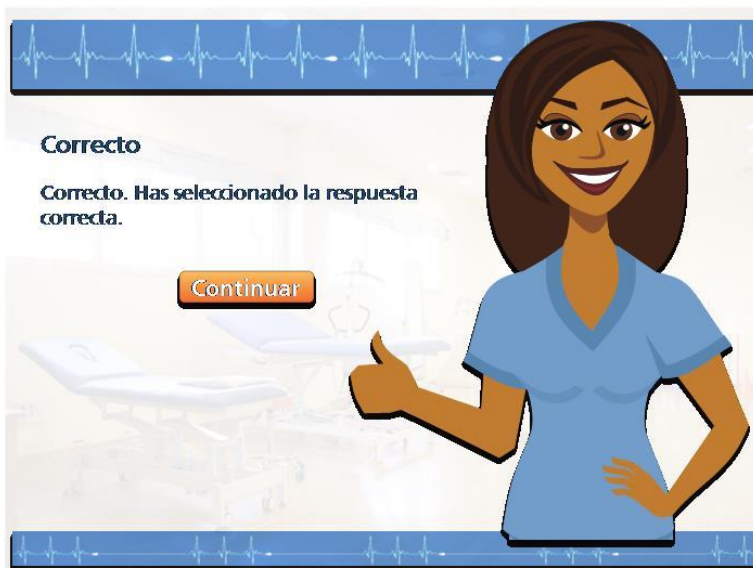 Correcto
Correcto. Has seleccionado la respuesta
correcta.
Continuar